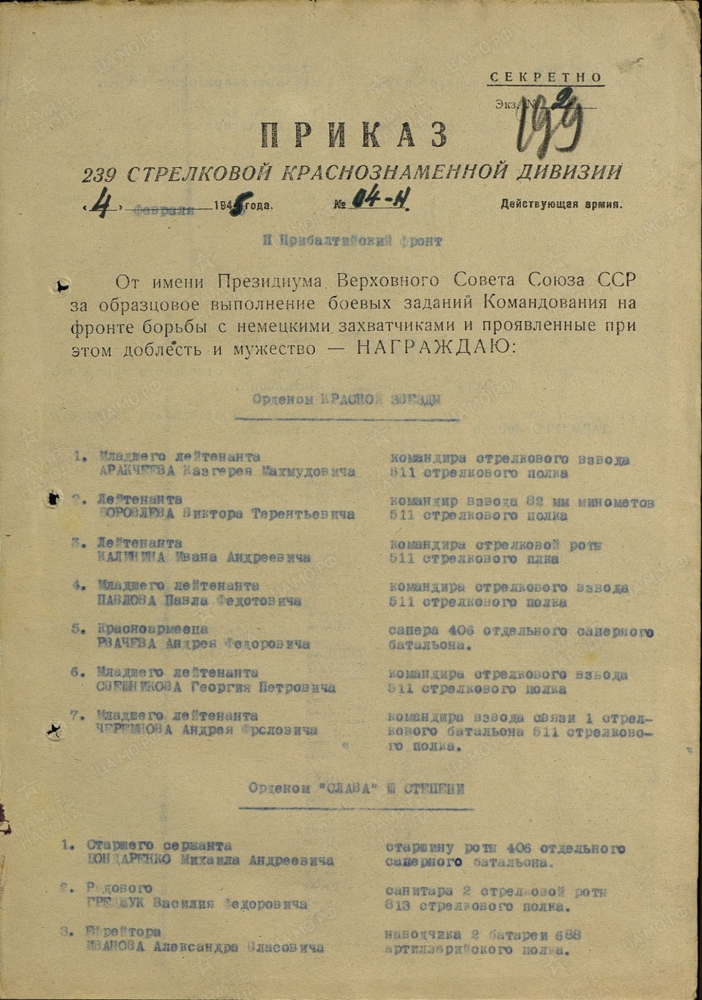 СЕКРЕТНО
Экз. № 2
199
ПРИКАЗ
239 СТРЕЛКОВОЙ КРАСНОЗНАМЕННОЙ ДИВИЗИИ
«4» февраля 1945 года. № 04-Н Действующая армия.
II Прибалтийский фронт
От имени Президиума Верховного Совета Союза ССР
за образцовое выполнение боевых заданий Командования на
фронте борьбы с немецкими захватчиками и проявленные при
этом доблесть и мужество — НАГРАЖДАЮ:
Орденом КРАСНОЙ ЗВЕЗДЫ
1. Младшего лейтенанта командира стрелкового взвода
АРАКЧЕЕВА Казгерея Махмудовича 511 стрелкового полка
2. Лейтенанта командир взвода 82 мм минометов
Виктора Терентьевича 511 стрелкового полка
3. Лейтенанта командира стрелковой роты
КАЛИНИНА Ивана Андреевича 511 стрелкового плка
4. Младшего лейтенанта командира стрелкового взвода
ПАВЛОВА Павла Федотовича 511 стрелкового полка
5. Красноармейца сапера 406 отдельного саперного
РВАЧЕВА Андрея Федоровича батальона.
6. Младшего лейтенанта командира стрелкового взвода
СВЕШНИКОВА Георгия Петровича 511 стрелкового полка
7. Младшего лейтенанта командира взвода связи 1 стрел-
ЧЕРЕМНОВА Андрея Фроловича кового батальона 511 стрелково-
го полка.
Орденом "СЛАВА" III СТЕПЕНИ
1. Старшего сержанта старшину роты 406 отдельного
БОНДАРЕНКО Михаила Андреевича саперного батальона.
2. Рядового санитара 2 стрелковой роты
ГРЕЩУК Василия Федоровича 813 стрелкового полка.
3. Ефрейтора наводчика 2 батареи 688
ИВАНОВА Александра Власовича артиллерийского полка.